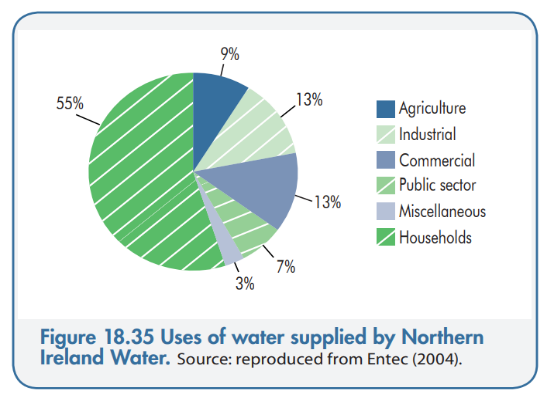 9%
55%
13%
Agriculture
Industrial
Commercial
Public sector
Miscellaneous
Households
13%
7%
3%
Figure 18.35 Uses of water supplied by Northern
Ireland Water. Source: reproduced from Entec (2004).